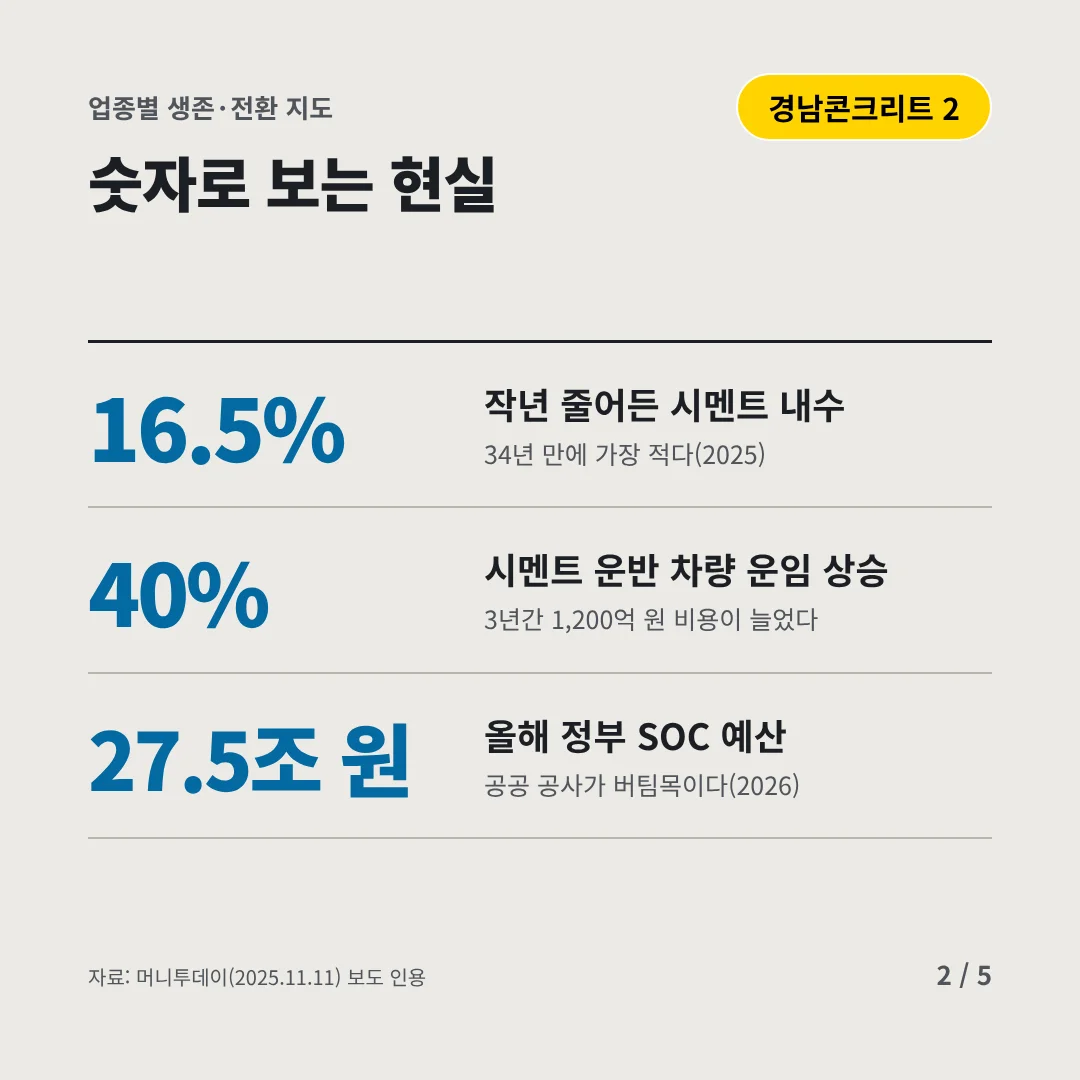 업종별 생존·전환 지도
경남콘크리트 2
숫자로 보는 현실
16.5%
작년 줄어든 시멘트 내수
34년 만에 가장 적다(2025)
40%
시멘트 운반 차량 운임 상승
3년간 1,200억 원 비용이 늘었다
27.5조 원
올해 정부 SOC 예산
공공 공사가 버팀목이다(2026)
자료: 머니투데이(2025.11.11) 보도 인용
2 / 5